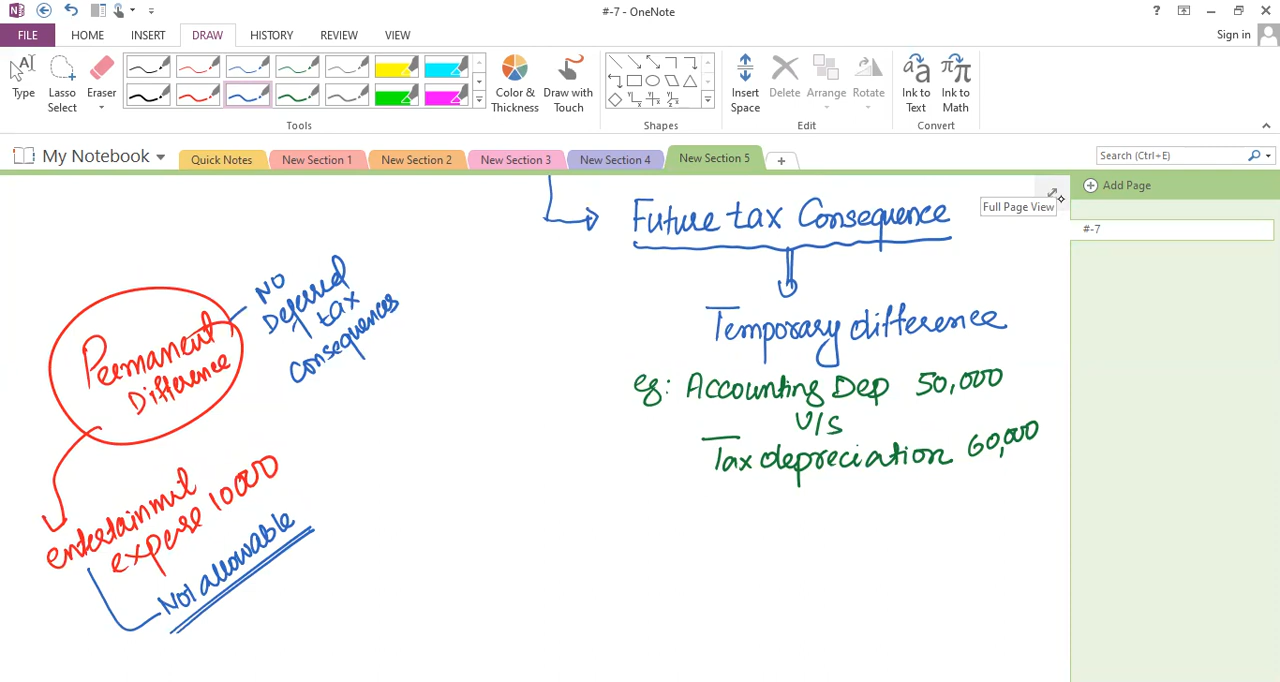 #-7 - OneNote
?
FILE HOME INSERT DRAW HISTORY REVIEW VIEW
Sign in
Type
Lasso Select
Eraser
Color & Thickness
Draw with Touch
Insert Space
Delete
Arrange
Rotate
Ink to Text
Ink to Math
Tools
Shapes
Edit
Convert
My Notebook
Quick Notes
New Section 1
New Section 2
New Section 3
New Section 4
New Section 5
Search (Ctrl+E)
Add Page
Full Page View
#-7
Future tax Consequence
Temporary difference
eg: Accounting Dep 50,000
V/S
Tax depreciation 60,000
Permanent
Difference
NO
Deferred
tax
consequences
entertainment
expense 10000
Not allowable